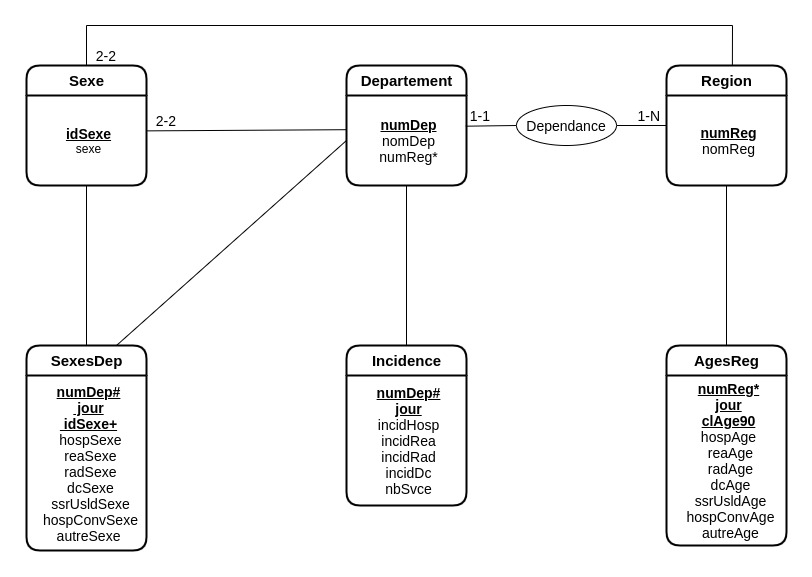 2-2
Sexe
idSexe
sexe
2-2
Departement
numDep
nomDep
numReg*
1-1
Dependance
1-N
Region
numReg
nomReg
SexesDep
numDep#
jour
idSexe+
hospSexe
reaSexe
radSexe
dcSexe
ssrUsldSexe
hospConvSexe
autreSexe
Incidence
numDep#
jour
incidHosp
incidRea
incidRad
incidDc
nbSvce
AgesReg
numReg*
jour
clAge90
hospAge
reaAge
radAge
dcAge
ssrUsldAge
hospConvAge
autreAge